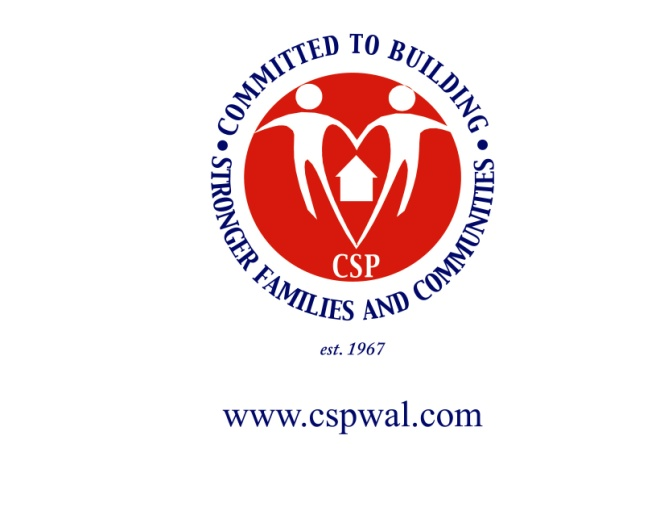 • COMMITTED TO BUILDING •
STRONGER FAMILIES AND COMMUNITIES
CSP
est. 1967
www.cspwal.com